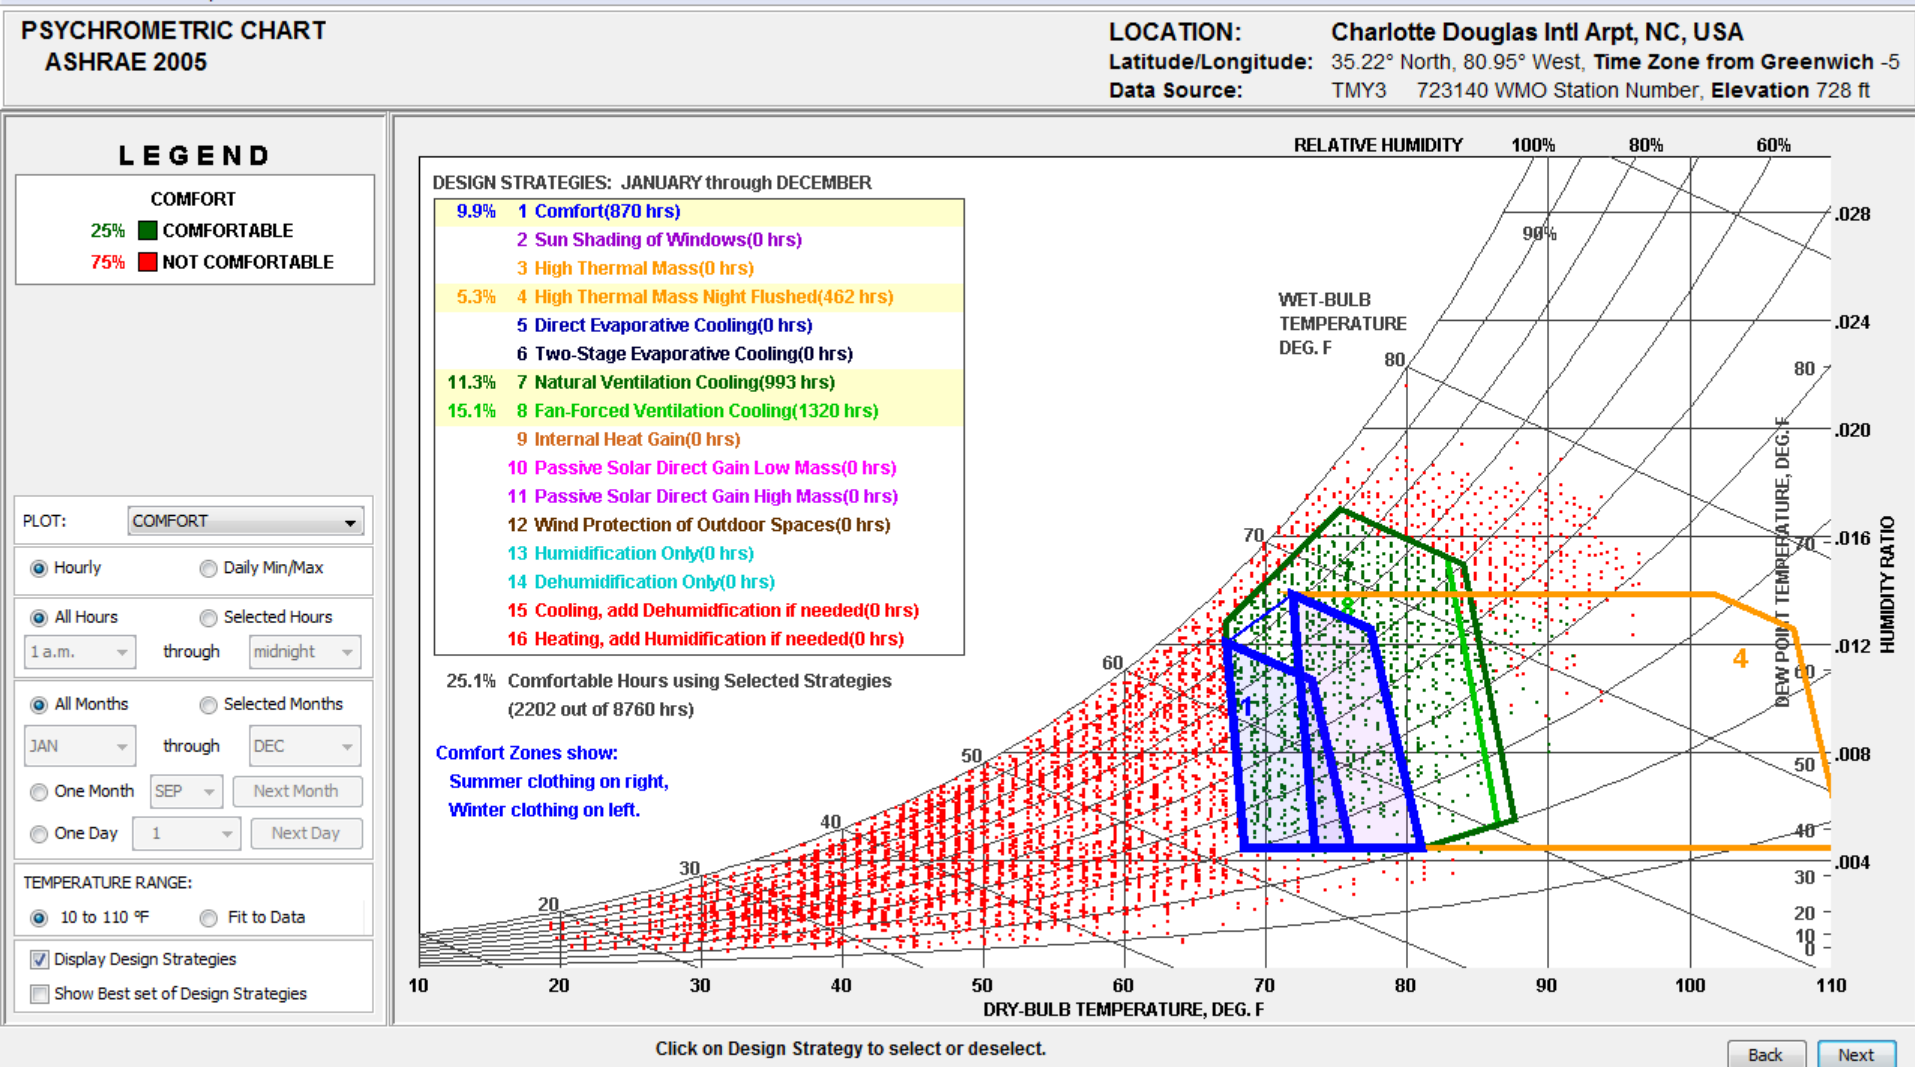 PSYCHROMETRIC CHART
ASHRAE 2005
LOCATION: Charlotte Douglas Intl Arpt, NC, USA
Latitude/Longitude: 35.22° North, 80.95° West, Time Zone from Greenwich -5
Data Source: TMY3 723140 WMO Station Number, Elevation 728 ft
LEGEND
COMFORT
25% COMFORTABLE
75% NOT COMFORTABLE
PLOT: COMFORT
Hourly Daily Min/Max
All Hours Selected Hours
1 a.m. through midnight
All Months Selected Months
JAN through DEC
One Month SEP Next Month
One Day 1 Next Day
TEMPERATURE RANGE:
10 to 110 °F Fit to Data
Display Design Strategies
Show Best set of Design Strategies
DESIGN STRATEGIES: JANUARY through DECEMBER
9.9% 1 Comfort(870 hrs)
2 Sun Shading of Windows(0 hrs)
3 High Thermal Mass(0 hrs)
5.3% 4 High Thermal Mass Night Flushed(462 hrs)
5 Direct Evaporative Cooling(0 hrs)
6 Two-Stage Evaporative Cooling(0 hrs)
11.3% 7 Natural Ventilation Cooling(993 hrs)
15.1% 8 Fan-Forced Ventilation Cooling(1320 hrs)
9 Internal Heat Gain(0 hrs)
10 Passive Solar Direct Gain Low Mass(0 hrs)
11 Passive Solar Direct Gain High Mass(0 hrs)
12 Wind Protection of Outdoor Spaces(0 hrs)
13 Humidification Only(0 hrs)
14 Dehumidification Only(0 hrs)
15 Cooling, add Dehumidfication if needed(0 hrs)
16 Heating, add Humidification if needed(0 hrs)
25.1% Comfortable Hours using Selected Strategies
(2202 out of 8760 hrs)
Comfort Zones show:
Summer clothing on right,
Winter clothing on left.
RELATIVE HUMIDITY 100% 80% 60%
90%
WET-BULB
TEMPERATURE
DEG. F
80
70
60
50
40
30
20
7
8
1
4
DEW POINT TEMPERATURE, DEG. F
80
70
60
50
40
30
20
10
0
.028
.024
.020
.016
.012
.008
.004
HUMIDITY RATIO
10 20 30 40 50 60 70 80 90 100 110
DRY-BULB TEMPERATURE, DEG. F
Click on Design Strategy to select or deselect.
Back Next